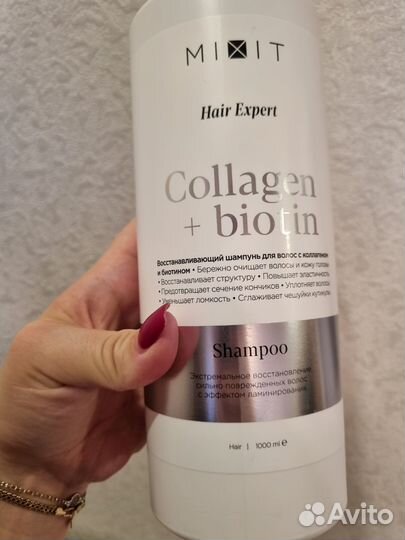 MIXIT
Hair Expert
Collagen
+ biotin
Восстанавливающий шампунь для волос с коллагеном
и биотином • Бережно очищает волосы и кожу головы
• Восстанавливает структуру • Повышает эластичность
• Предотвращает сечение кончиков • Уплотняет волосы
• Уменьшает ломкость • Сглаживает чешуйки кутикулы
Shampoo
Экстремальное восстановление
сильно поврежденных волос
с эффектом ламинирования
Hair | 1000 ml e
Avito